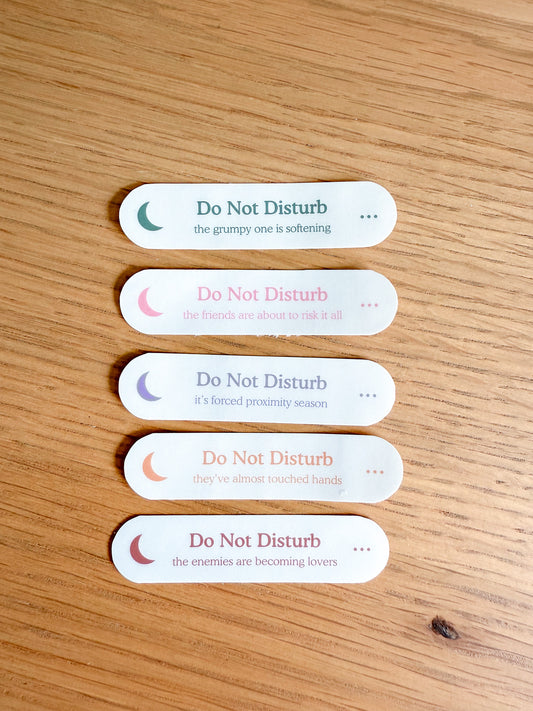 Do Not Disturb
the grumpy one is softening
...
Do Not Disturb
the friends are about to risk it all
...
Do Not Disturb
it's forced proximity season
...
Do Not Disturb
they've almost touched hands
...
Do Not Disturb
the enemies are becoming lovers
...